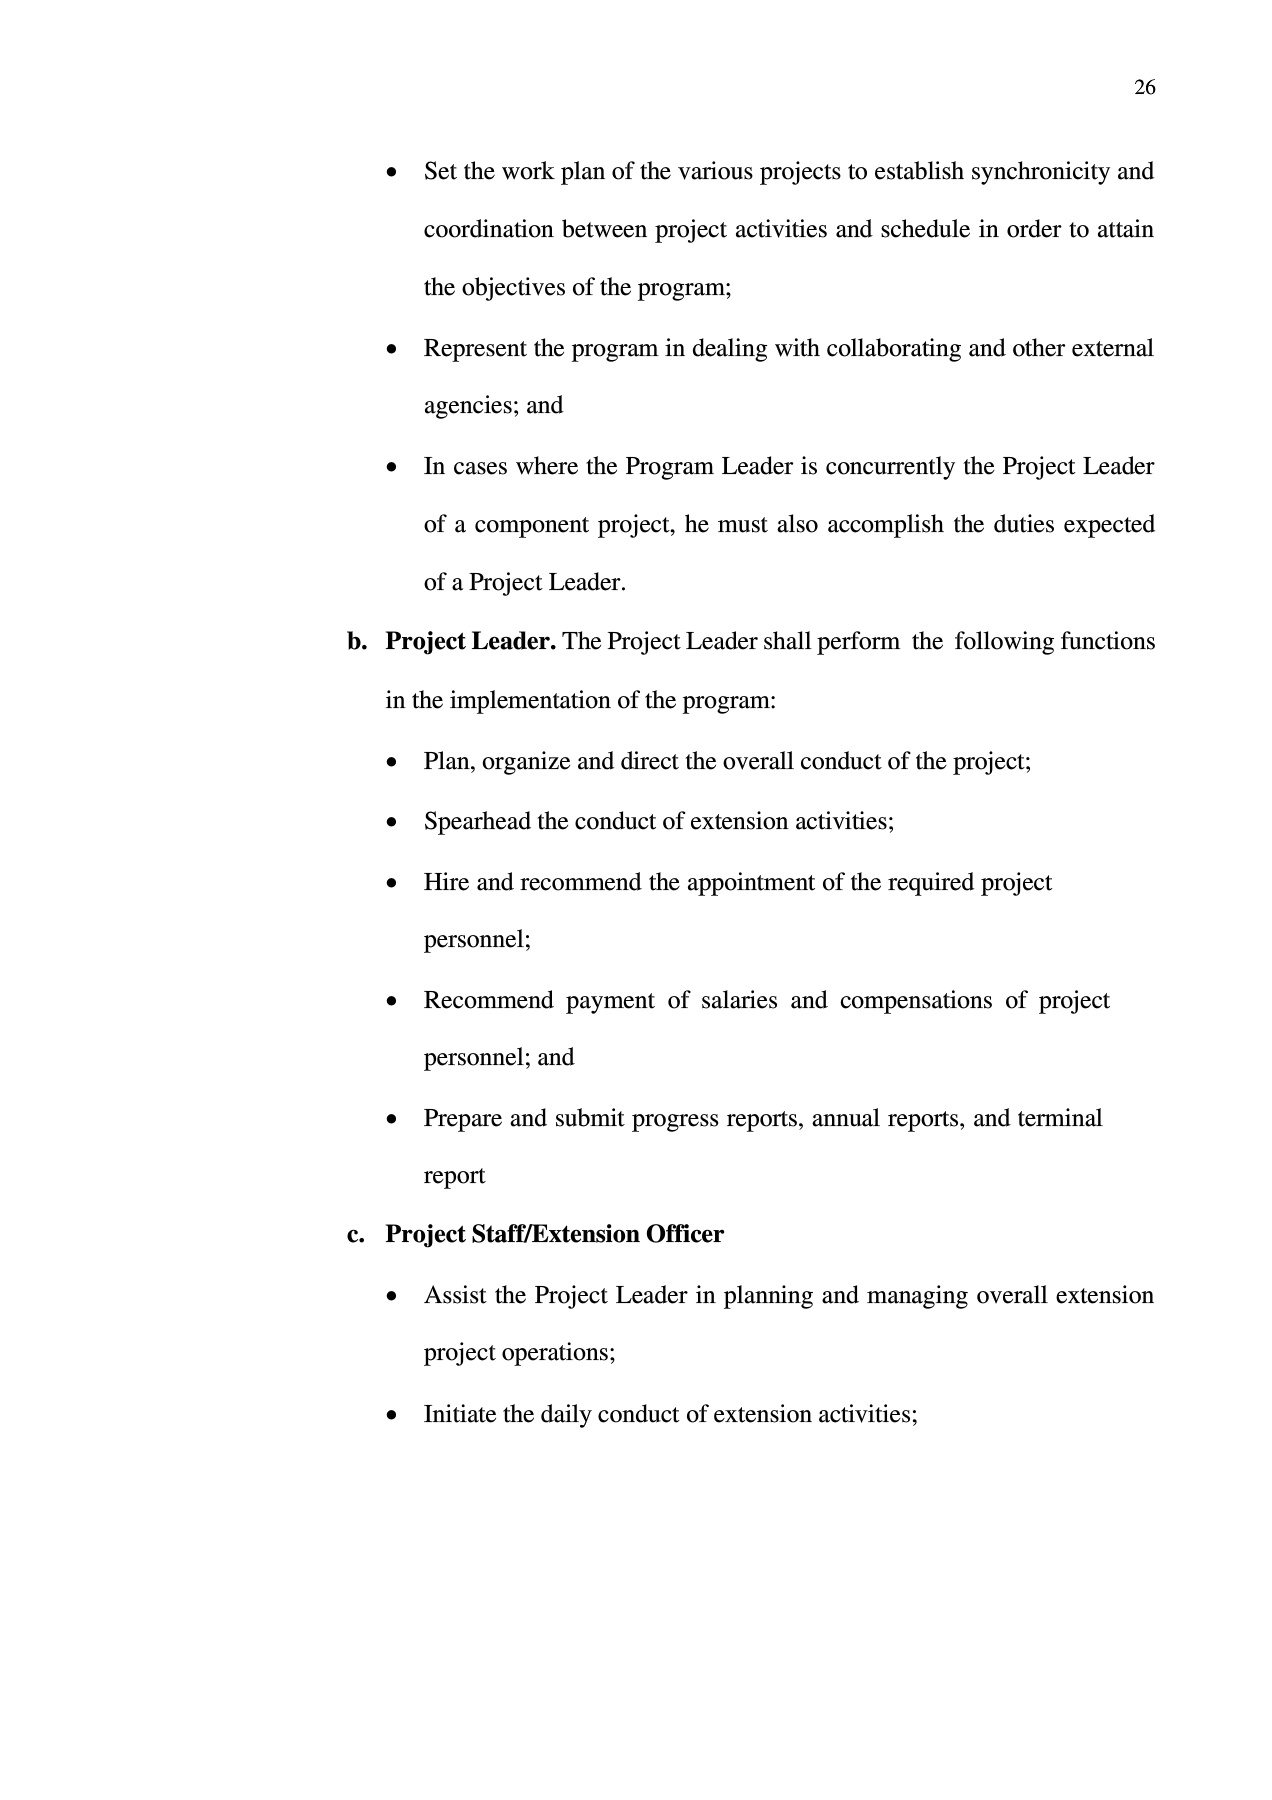 26
• Set the work plan of the various projects to establish synchronicity and
coordination between project activities and schedule in order to attain
the objectives of the program;
• Represent the program in dealing with collaborating and other external
agencies; and
• In cases where the Program Leader is concurrently the Project Leader
of a component project, he must also accomplish the duties expected
of a Project Leader.
b. Project Leader. The Project Leader shall perform the following functions
in the implementation of the program:
• Plan, organize and direct the overall conduct of the project;
• Spearhead the conduct of extension activities;
• Hire and recommend the appointment of the required project
personnel;
• Recommend payment of salaries and compensations of project
personnel; and
• Prepare and submit progress reports, annual reports, and terminal
report
c. Project Staff/Extension Officer
• Assist the Project Leader in planning and managing overall extension
project operations;
• Initiate the daily conduct of extension activities;